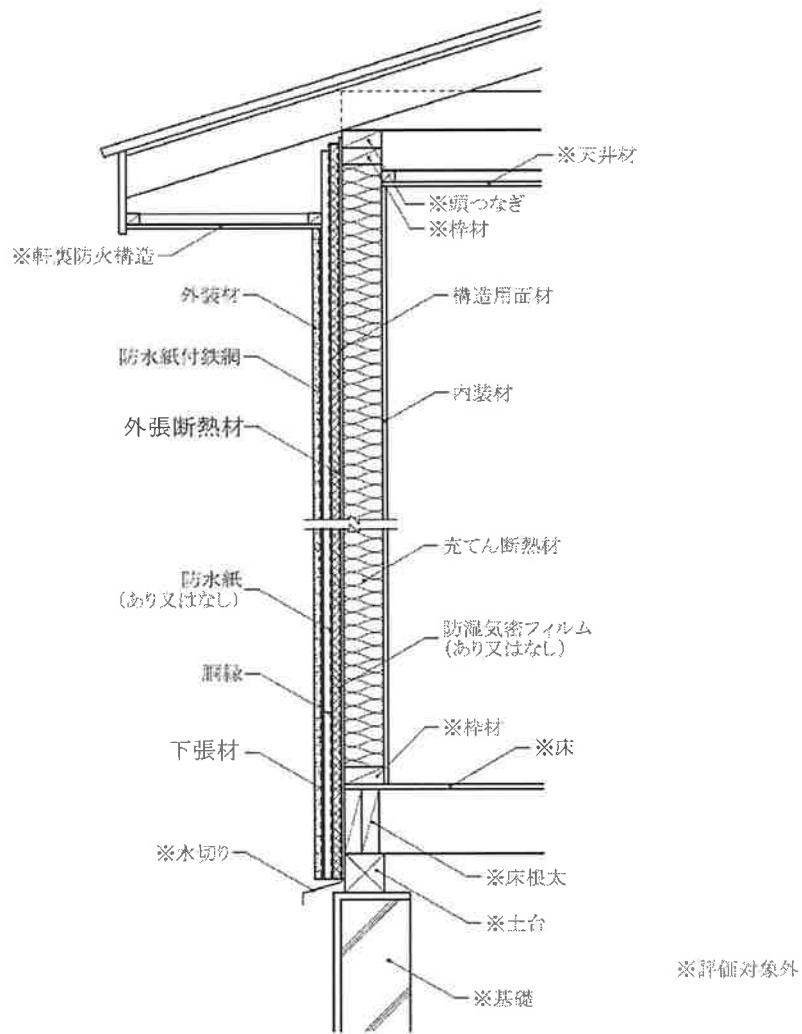 ※天井材
※頭つなぎ
※枠材
※軒裏防火構造
外装材
構造用面材
防水紙付鉄網
内装材
外張断熱材
充てん断熱材
防水紙
(あり又はなし)
防湿気密フィルム
(あり又はなし)
胴縁
※枠材
下張材
※床
※水切り
※床根太
※土台
※評価対象外
※基礎